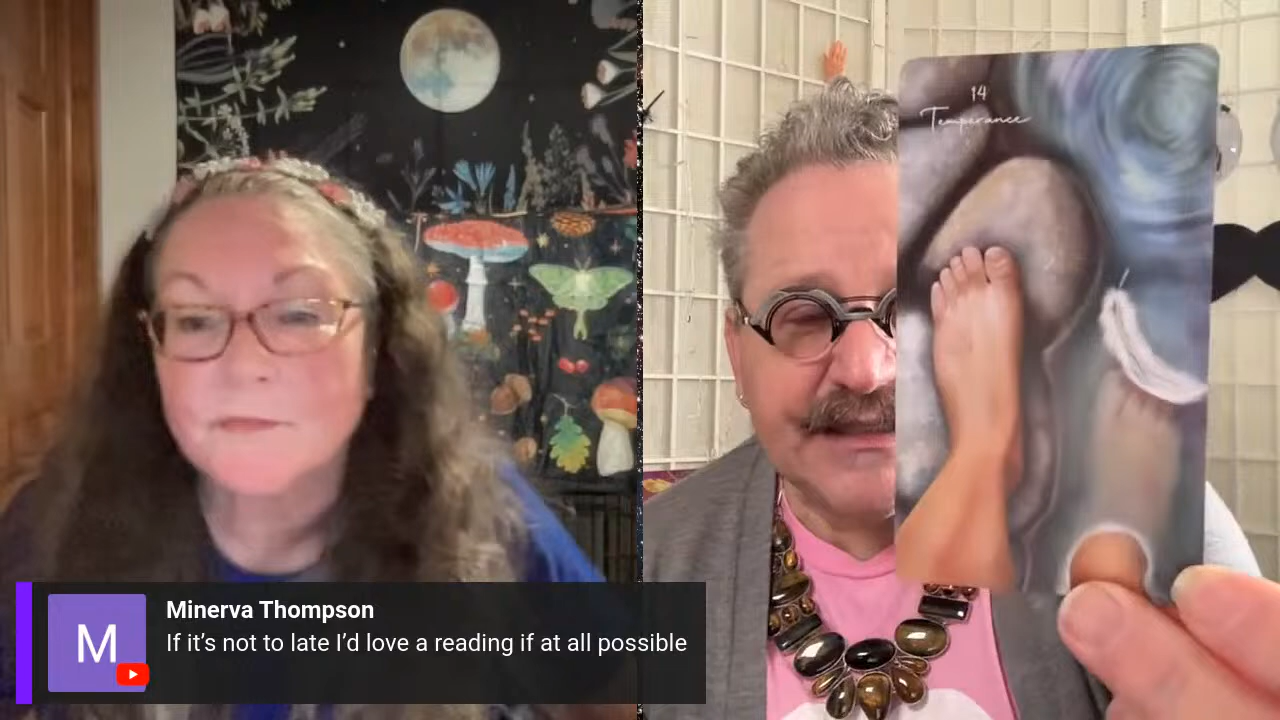 14
Temperance
M
Minerva Thompson
If it’s not to late I’d love a reading if at all possible